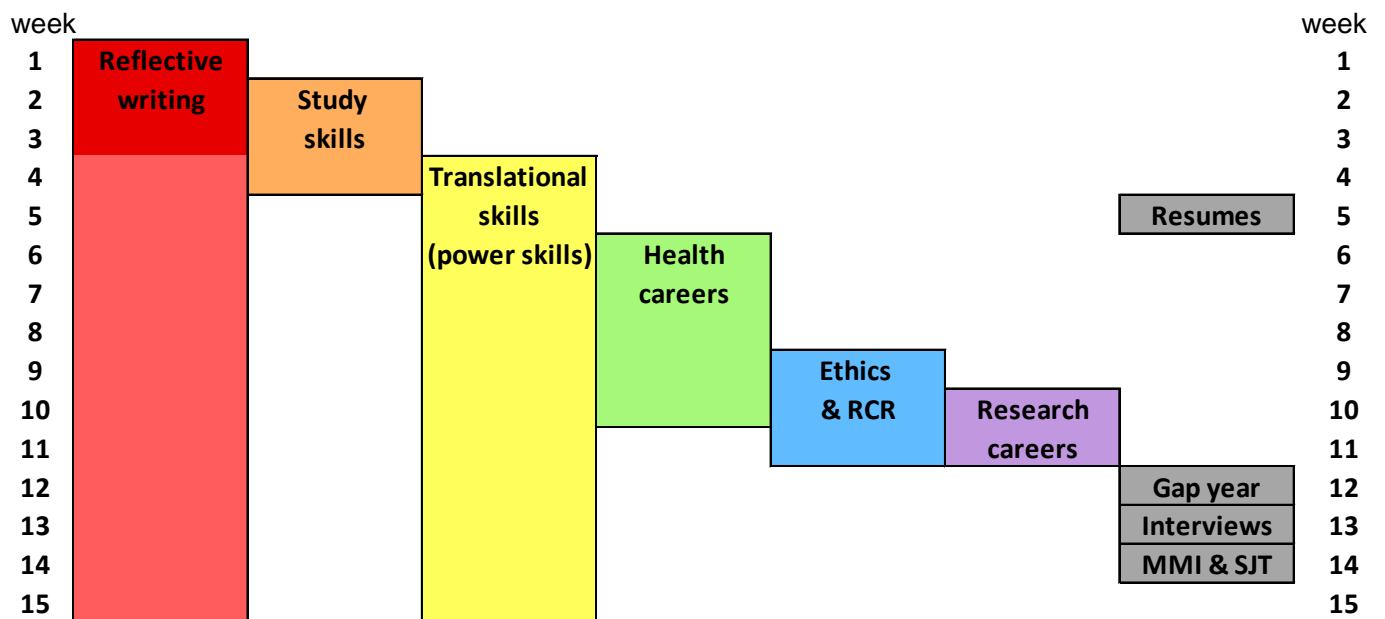 week week
1 Reflective 1
2 writing Study 2
3 skills 3
4 Translational 4
5 skills Resumes 5
6 (power skills) Health 6
7 careers 7
8 8
9 Ethics 9
10 & RCR Research 10
11 careers 11
12 Gap year 12
13 Interviews 13
14 MMI & SJT 14
15 15